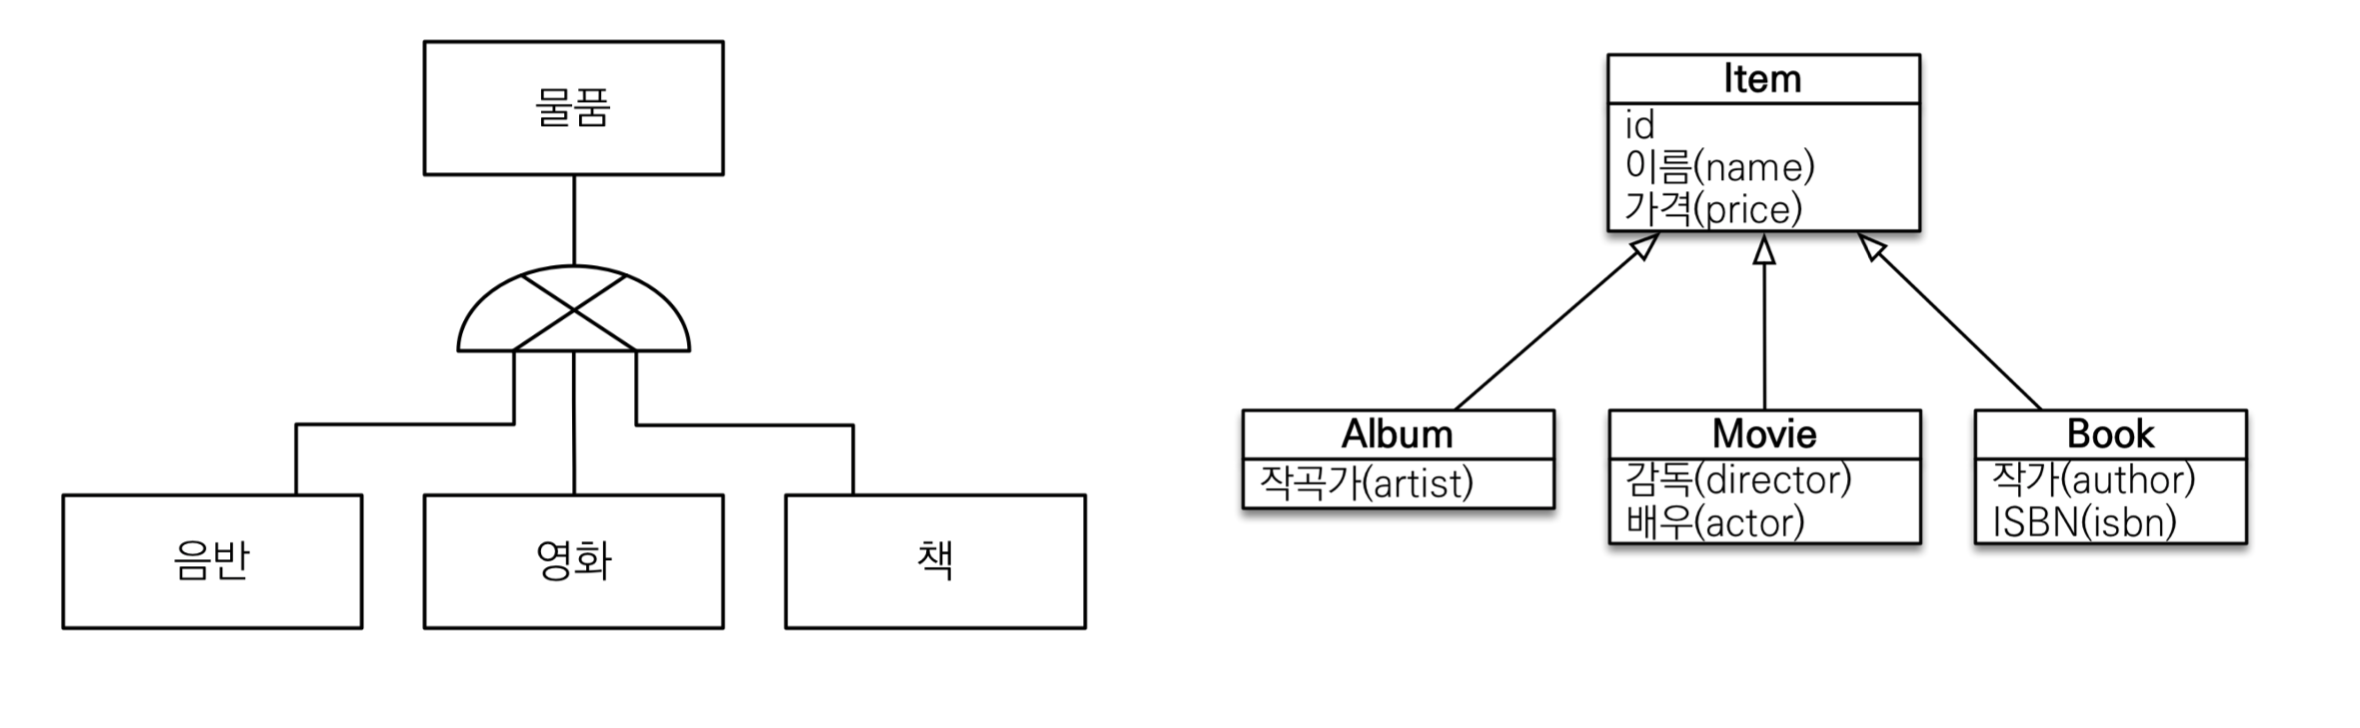 물품
음반
영화
책
Item
id
이름(name)
가격(price)
Album
작곡가(artist)
Movie
감독(director)
배우(actor)
Book
작가(author)
ISBN(isbn)